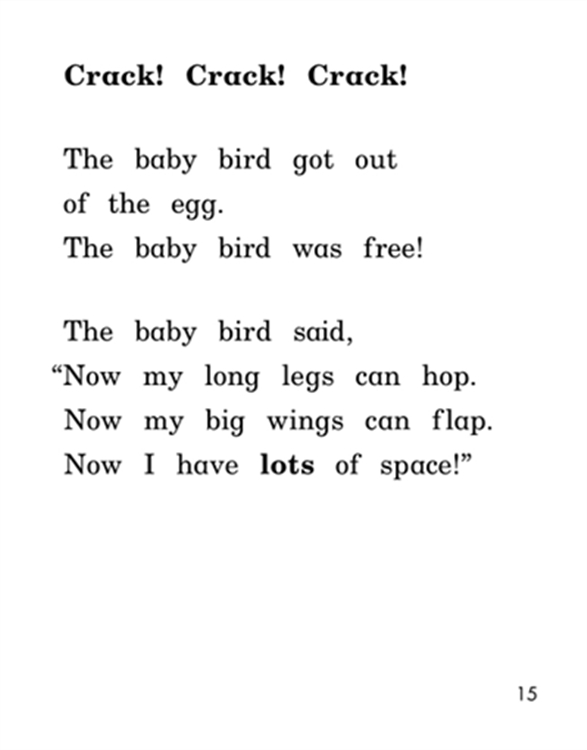 Crack! Crack! Crack!
The baby bird got out
of the egg.
The baby bird was free!
The baby bird said,
“Now my long legs can hop.
Now my big wings can flap.
Now I have lots of space!”
15